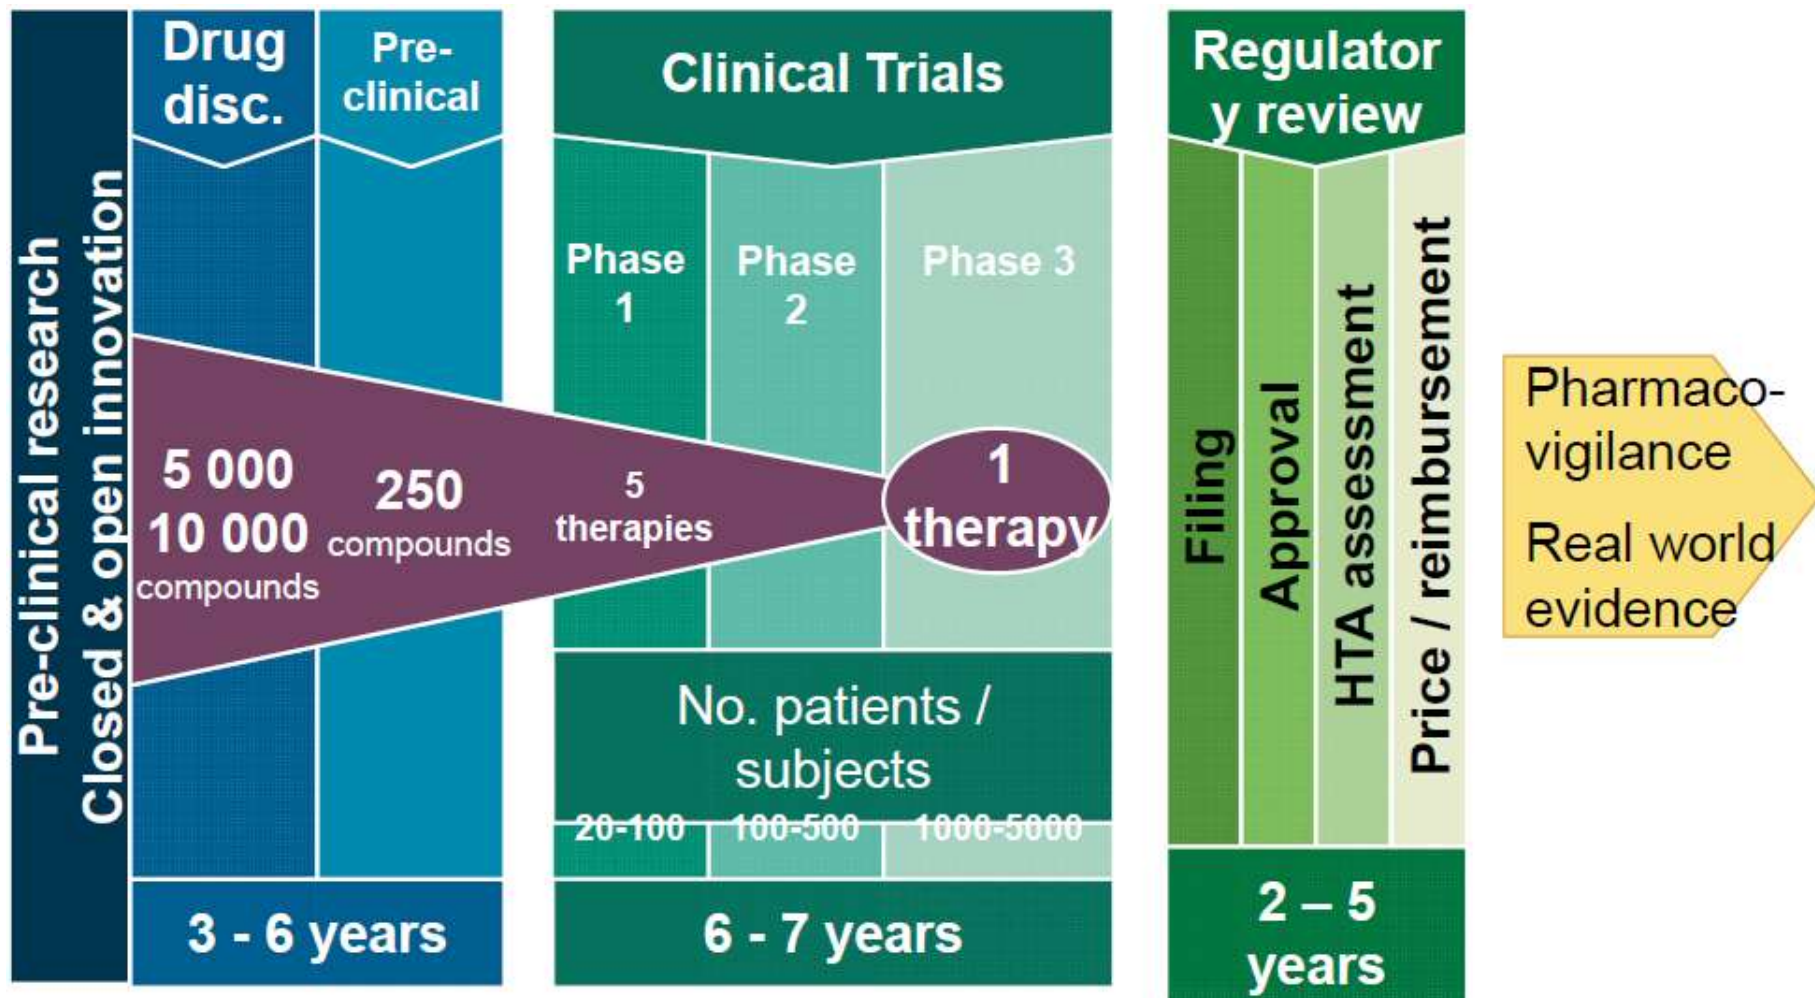 Pre-clinical research
Closed & open innovation
Drug
disc.
Pre-
clinical
5 000
10 000
compounds
250
compounds
3 - 6 years
Clinical Trials
Phase
1
Phase
2
Phase 3
5
therapies
1
therapy
No. patients /
subjects
20-100
100-500
1000-5000
6 - 7 years
Regulator
y review
Filing
Approval
HTA assessment
Price / reimbursement
2 – 5
years
Pharmaco-
vigilance
Real world
evidence